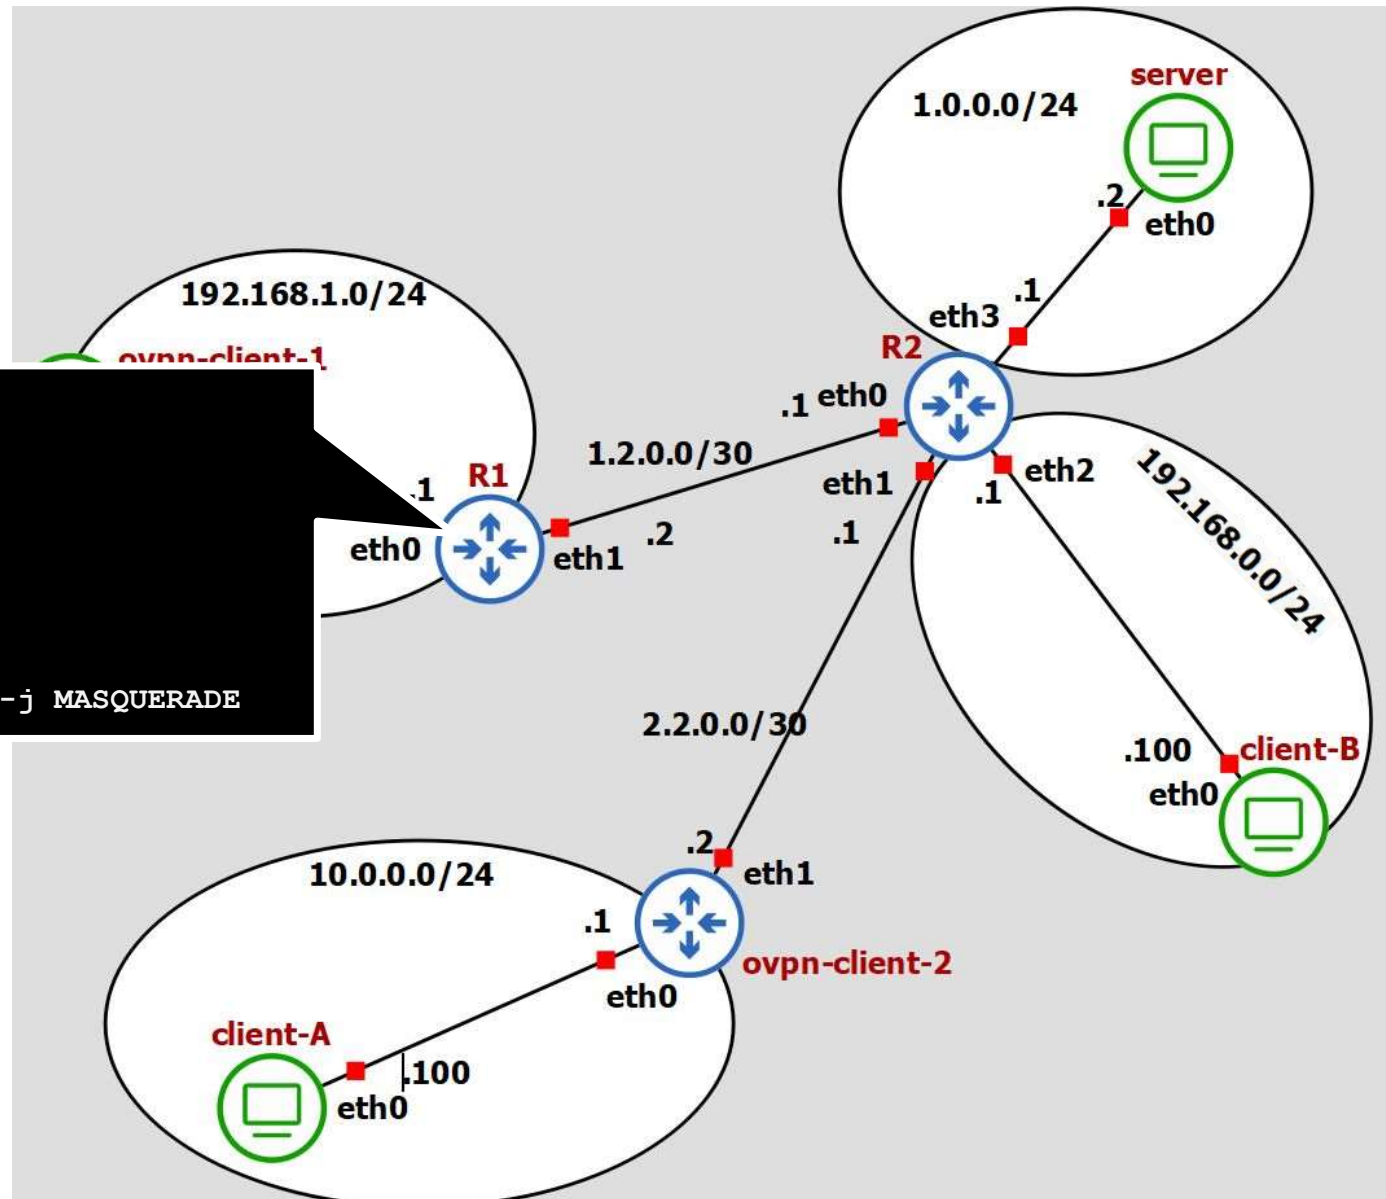 server
1.0.0.0/24
.2
eth0
.1
eth3
R2
192.168.1.0/24
ovpn-client-1
.1 eth0
1.2.0.0/30
eth1
.1
eth2
.1
192.168.0.0/24
R1
.1
eth0
eth1
.2
-j MASQUERADE
2.2.0.0/30
.100
client-B
eth0
.2
eth1
10.0.0.0/24
.1
ovpn-client-2
eth0
client-A
.100
eth0